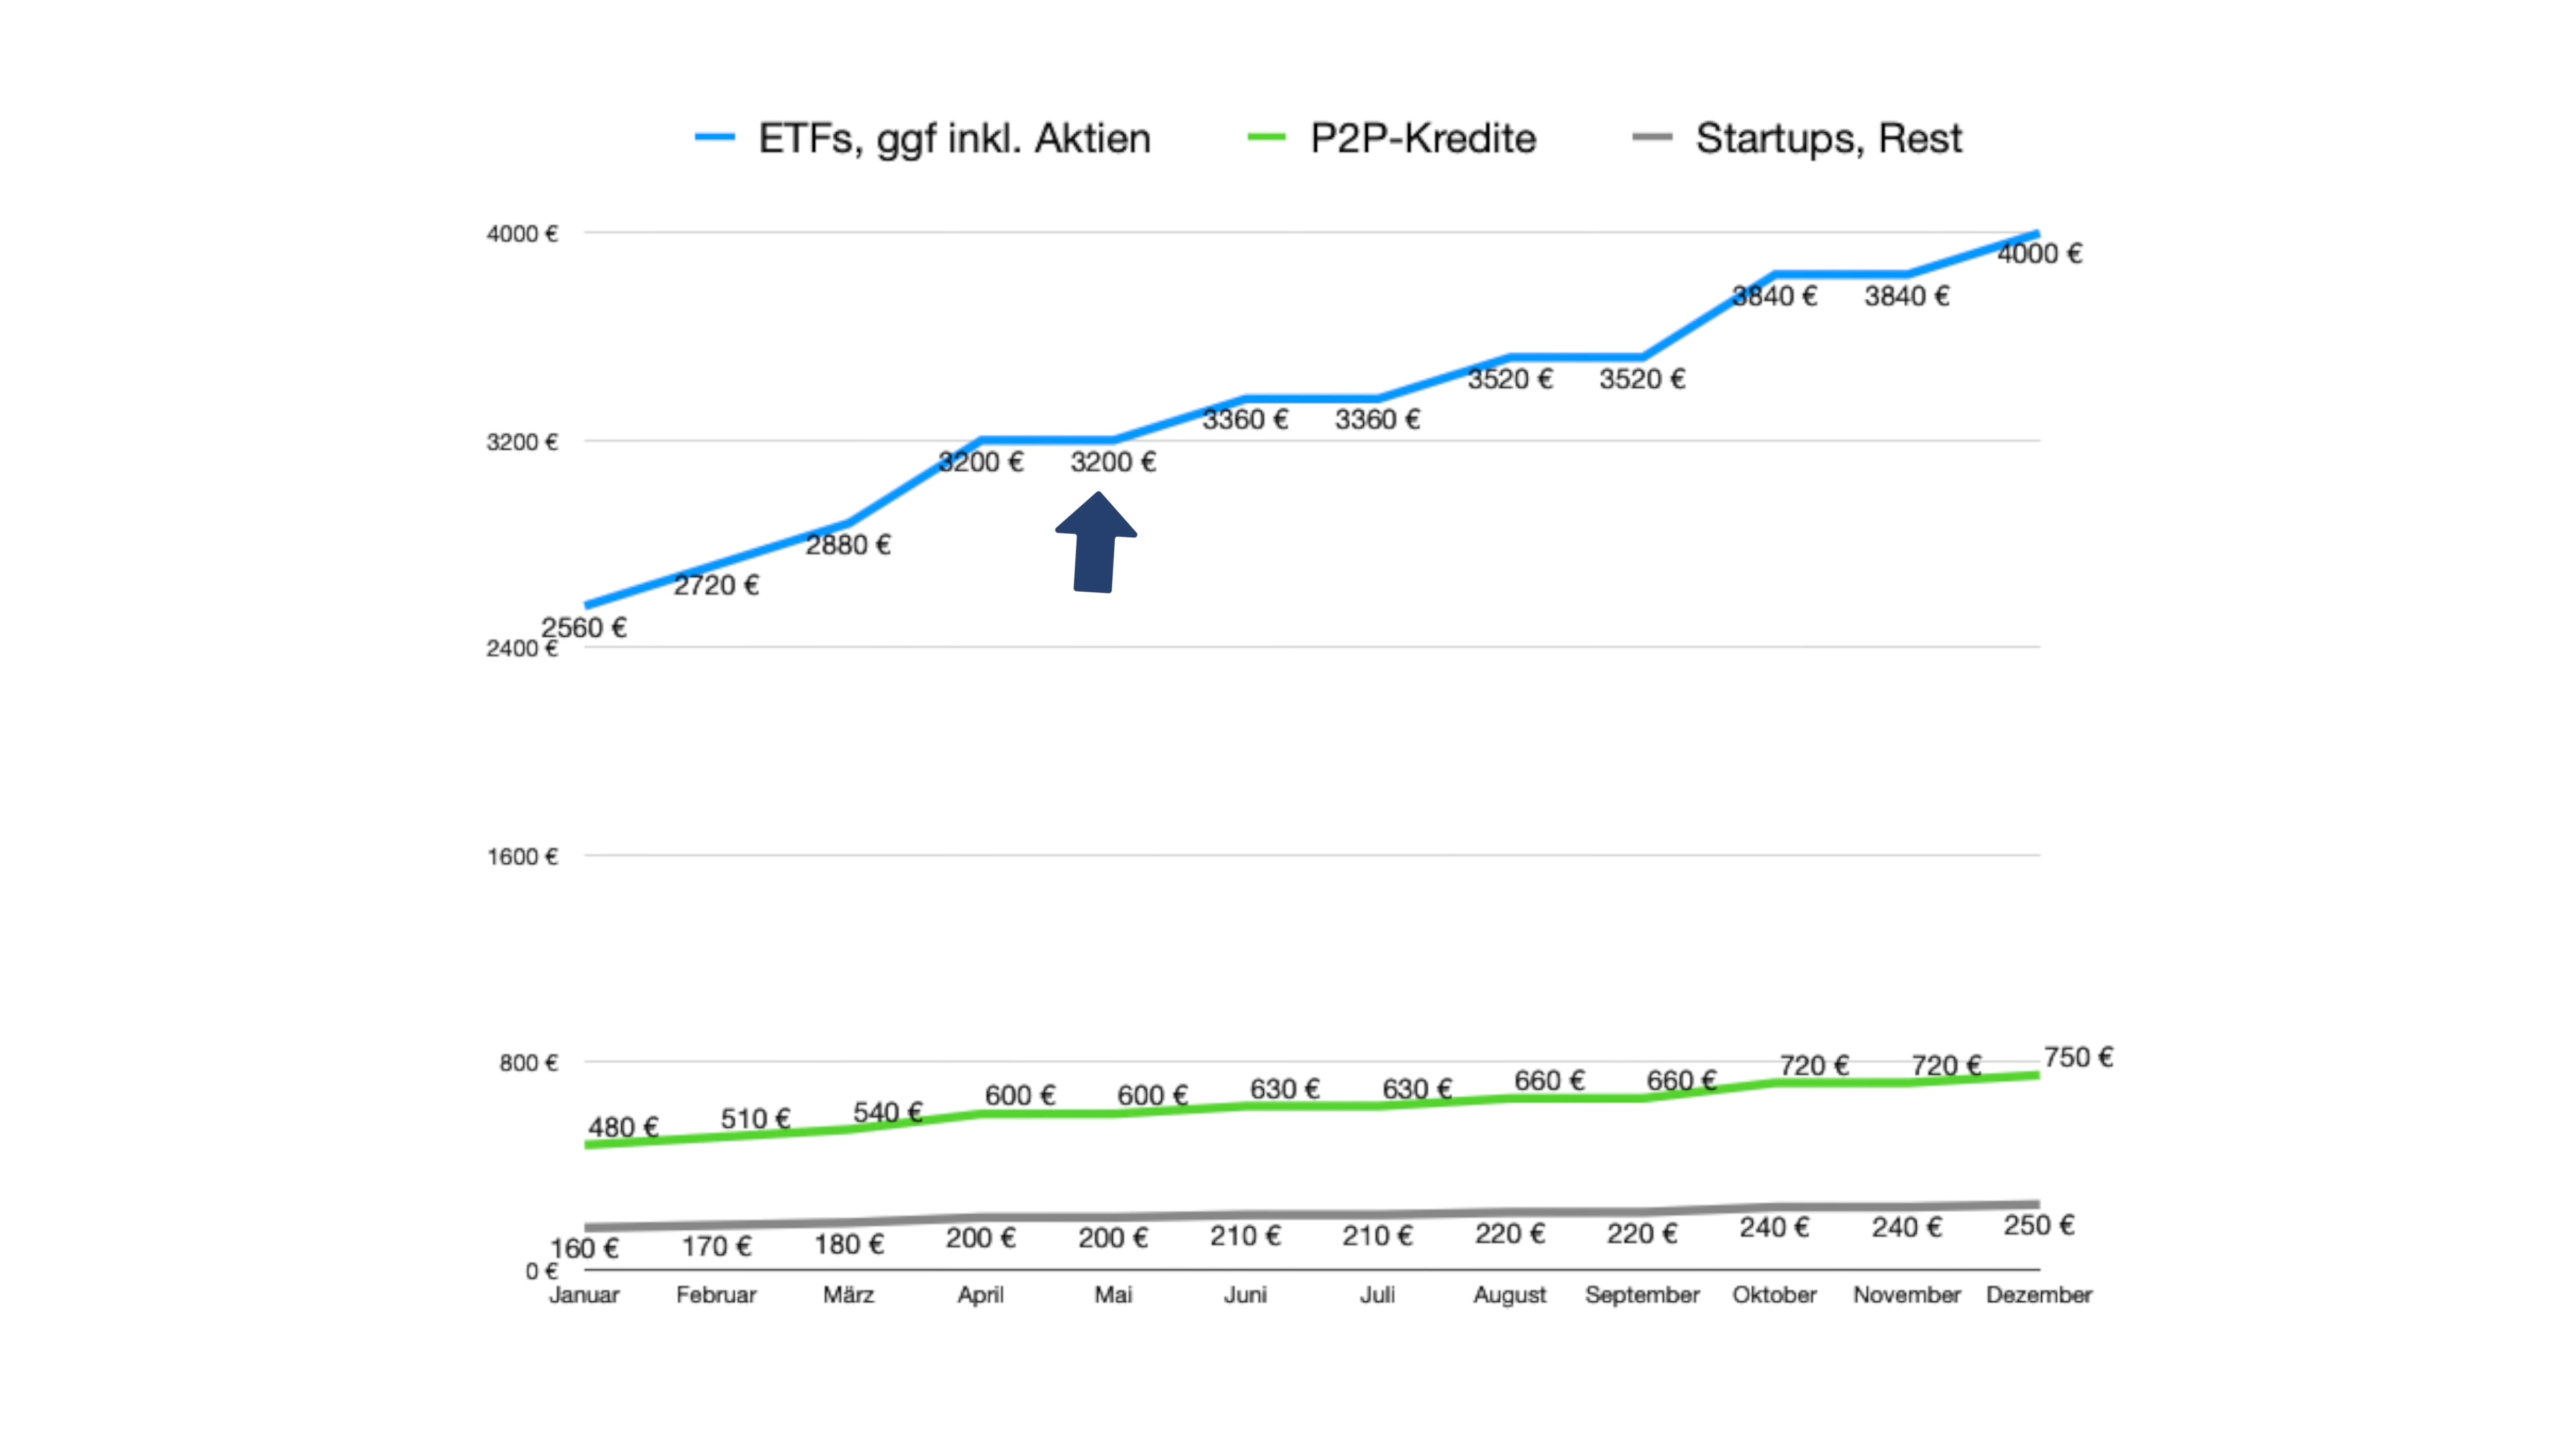 ETFs, ggf inkl. Aktien P2P-Kredite Startups, Rest
4000 €
4000 €
3840 € 3840 €
3520 € 3520 €
3360 € 3360 €
3200 €
3200 € 3200 €
2880 €
2720 €
2560 €
2400 €
1600 €
800 €
480 € 510 € 540 € 600 € 600 € 630 € 630 € 660 € 660 € 720 € 720 € 750 €
160 € 170 € 180 € 200 € 200 € 210 € 210 € 220 € 220 € 240 € 240 € 250 €
0 €
Januar Februar März April Mai Juni Juli August September Oktober November Dezember